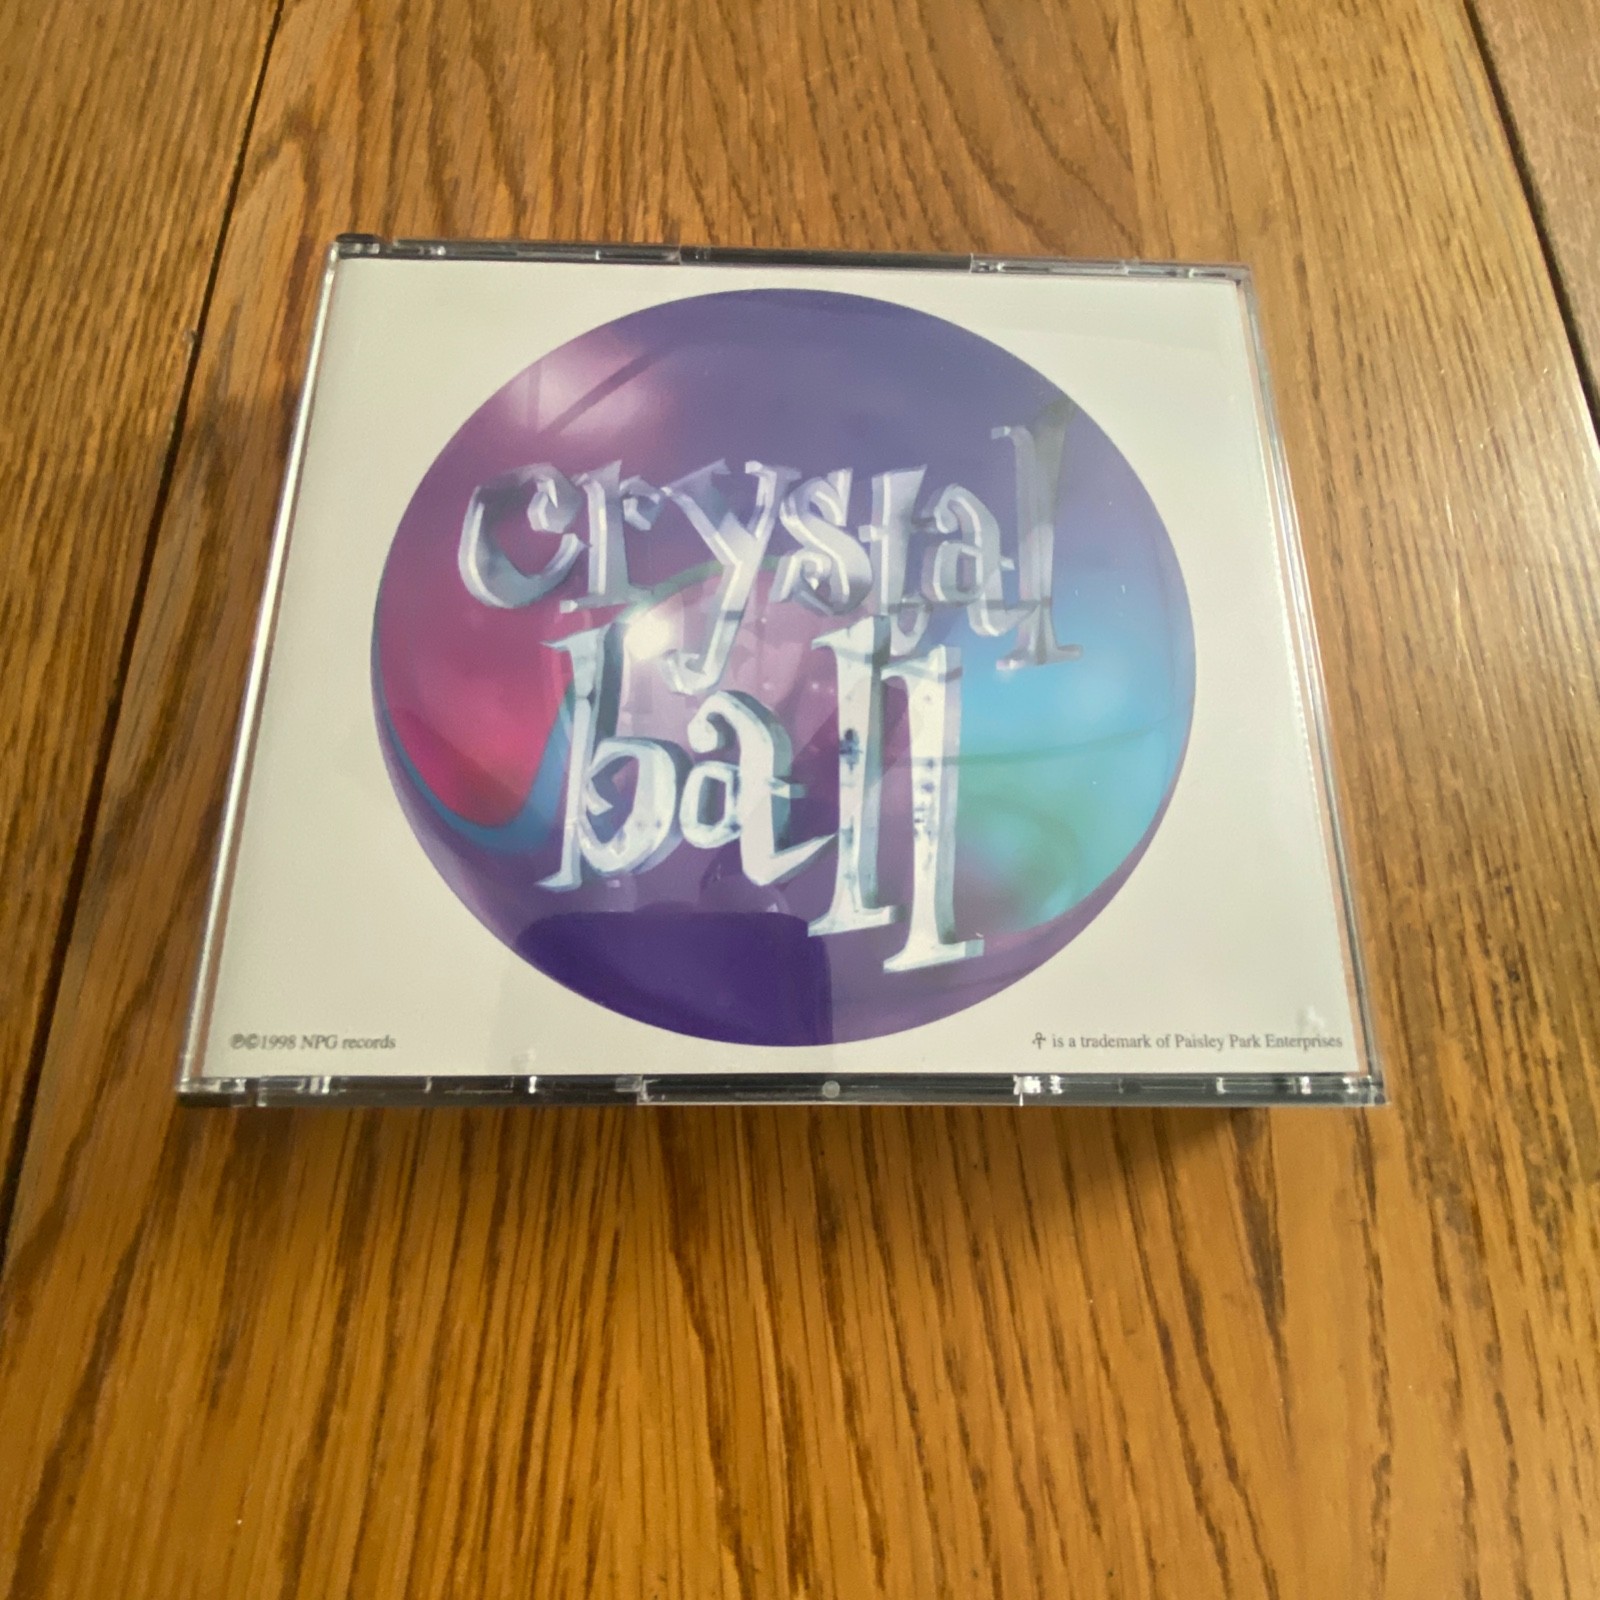 crystal
ball
℗©1998 NPG records
is a trademark of Paisley Park Enterprises